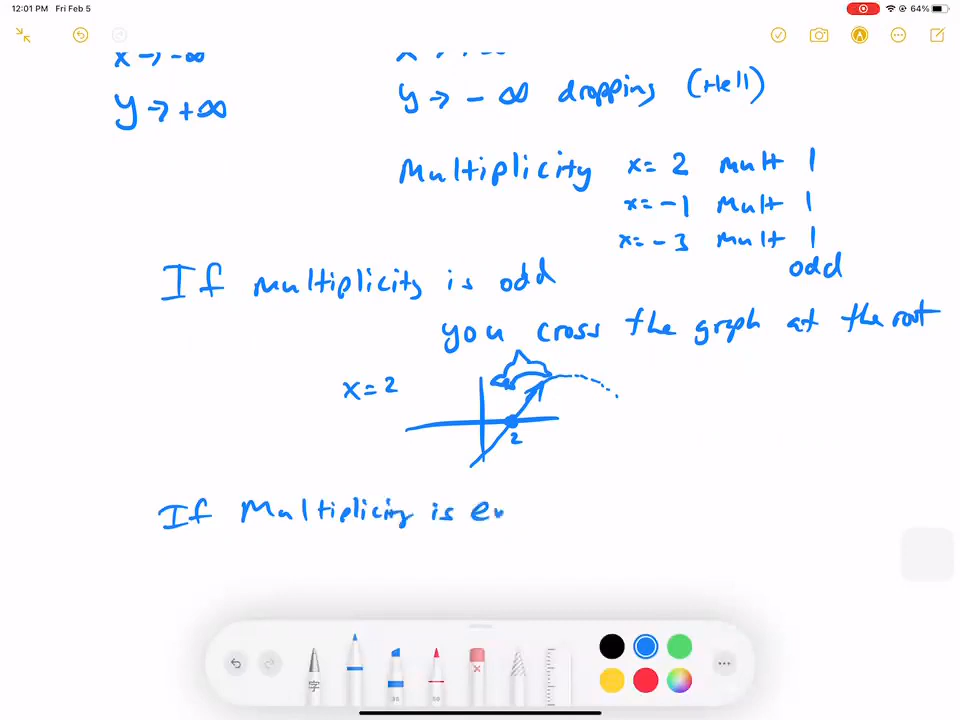 12:01 PM Fri Feb 5
64%
x → -∞
y → +∞
y → - ∞ dropping (Hell)
Multiplicity x = 2 mult 1
x = -1 mult 1
x = -3 mult 1
odd
If multiplicity is odd
you cross the graph at the root
x = 2
2
If Multiplicity is ev
字